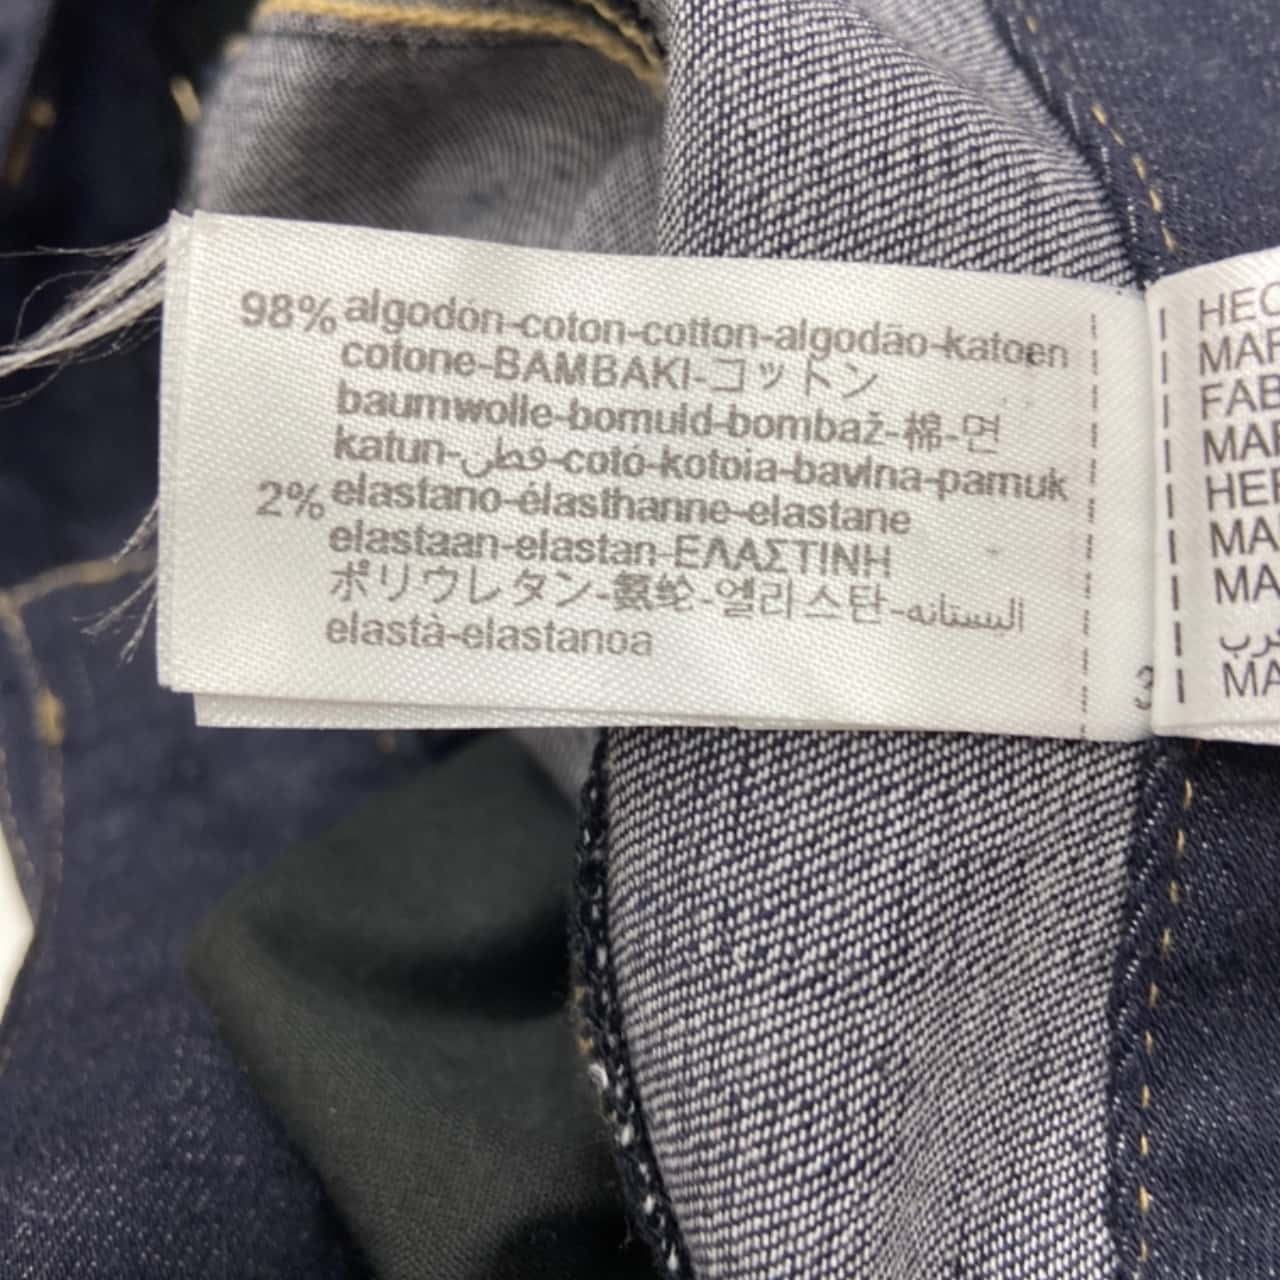 98% algodón-coton-cotton-algodão-katoen
cotone-BAMBAKI-コットン
baumwolle-bomuld-bombaž-棉-면
katun-قطن-cotó-kotoia-bavlna-pamuk
2% elastano-élasthanne-elastane
elastaan-elastan-ΕΛΑΣΤΙΝΗ
ポリウレタン-氨纶-엘리스탄-اليستانه
elastà-elastanoa
3
HEC
MAR
FAB
MAR
HER
MA
MA
MA